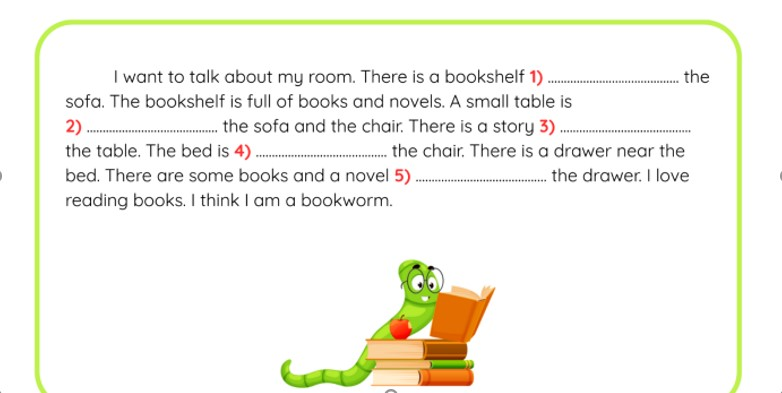 I want to talk about my room. There is a bookshelf 1) ........................................ the
sofa. The bookshelf is full of books and novels. A small table is
2) ........................................ the sofa and the chair. There is a story 3) ........................................
the table. The bed is 4) ........................................ the chair. There is a drawer near the
bed. There are some books and a novel 5) ........................................ the drawer. I love
reading books. I think I am a bookworm.